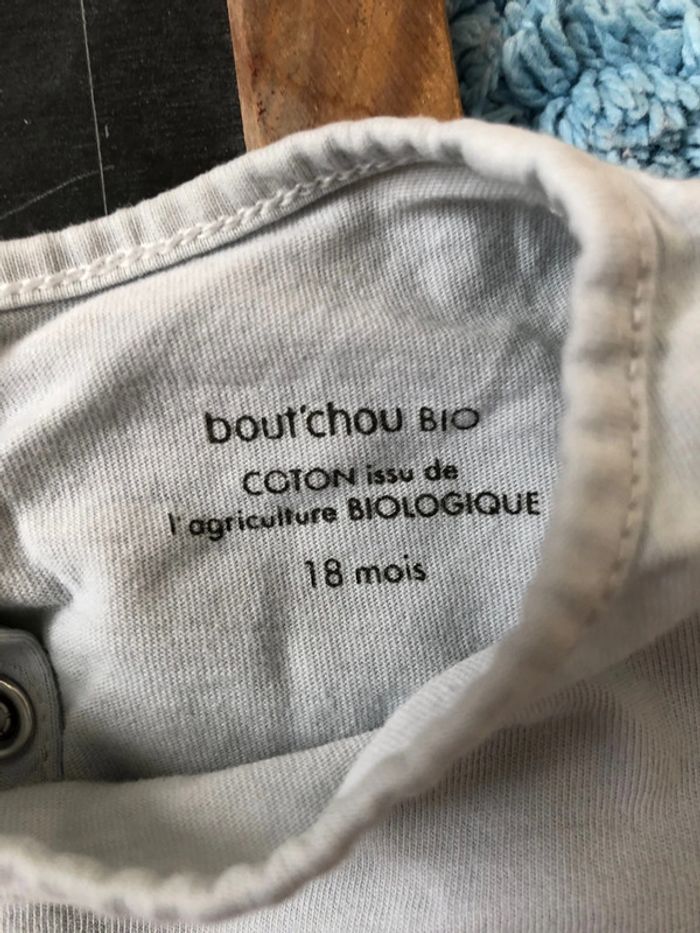 bout'chou BIO
COTON issu de
l'agriculture BIOLOGIQUE
18 mois